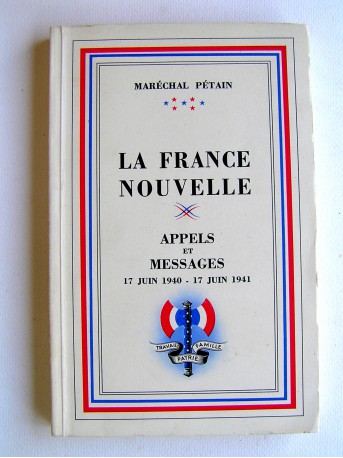 MARÉCHAL PÉTAIN
LA FRANCE
NOUVELLE
APPELS
ET
MESSAGES
17 JUIN 1940 - 17 JUIN 1941
TRAVAIL FAMILLE
PATRIE